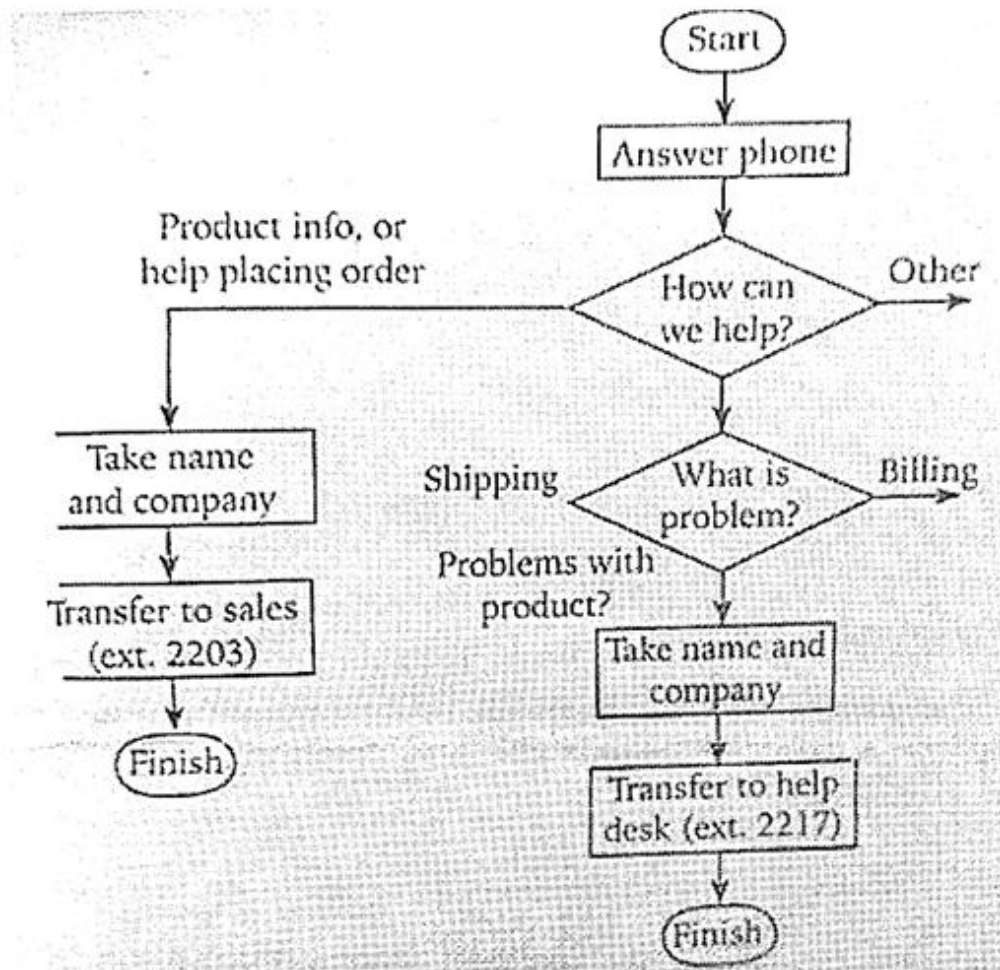 Start
Answer phone
Product info, or
help placing order
How can
we help?
Other
Take name
and company
Shipping
What is
problem?
Billing
Problems with
product?
Transfer to sales
(ext. 2203)
Take name and
company
Finish
Transfer to help
desk (ext. 2217)
Finish